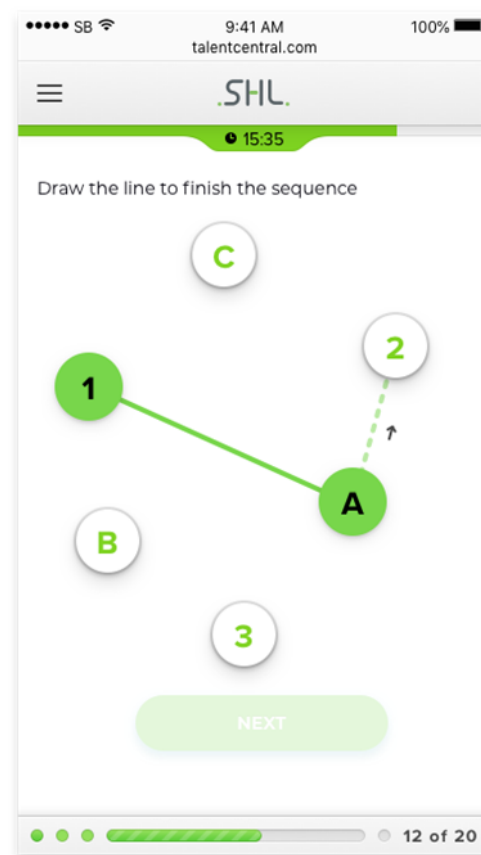 SB 9:41 AM 100%
talentcentral.com
.SHL.
15:35
Draw the line to finish the sequence
C
2
1
A
B
3
NEXT
12 of 20